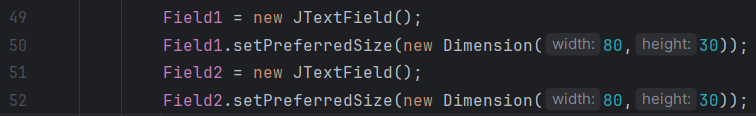 49 Field1 = new JTextField();
50 Field1.setPreferredSize(new Dimension( width: 80, height: 30));
51 Field2 = new JTextField();
52 Field2.setPreferredSize(new Dimension( width: 80, height: 30));